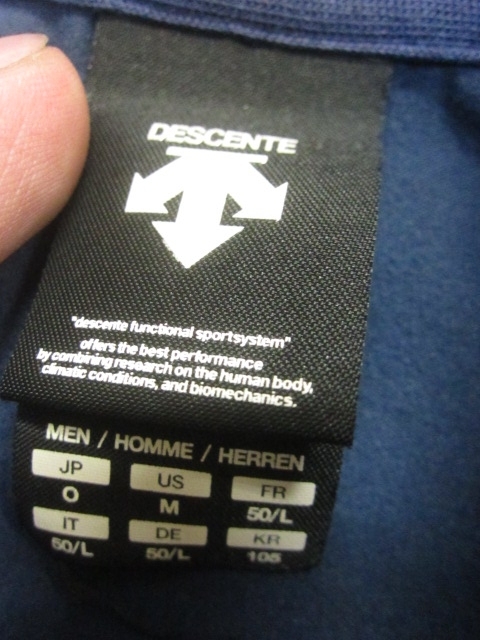 DESCENTE
"descente functional sportsystem"
offers the best performance
by combining research on the human body,
climatic conditions, and biomechanics.
MEN / HOMME / HERREN
JP US FR
O M 50/L
IT DE KR
50/L 50/L 105